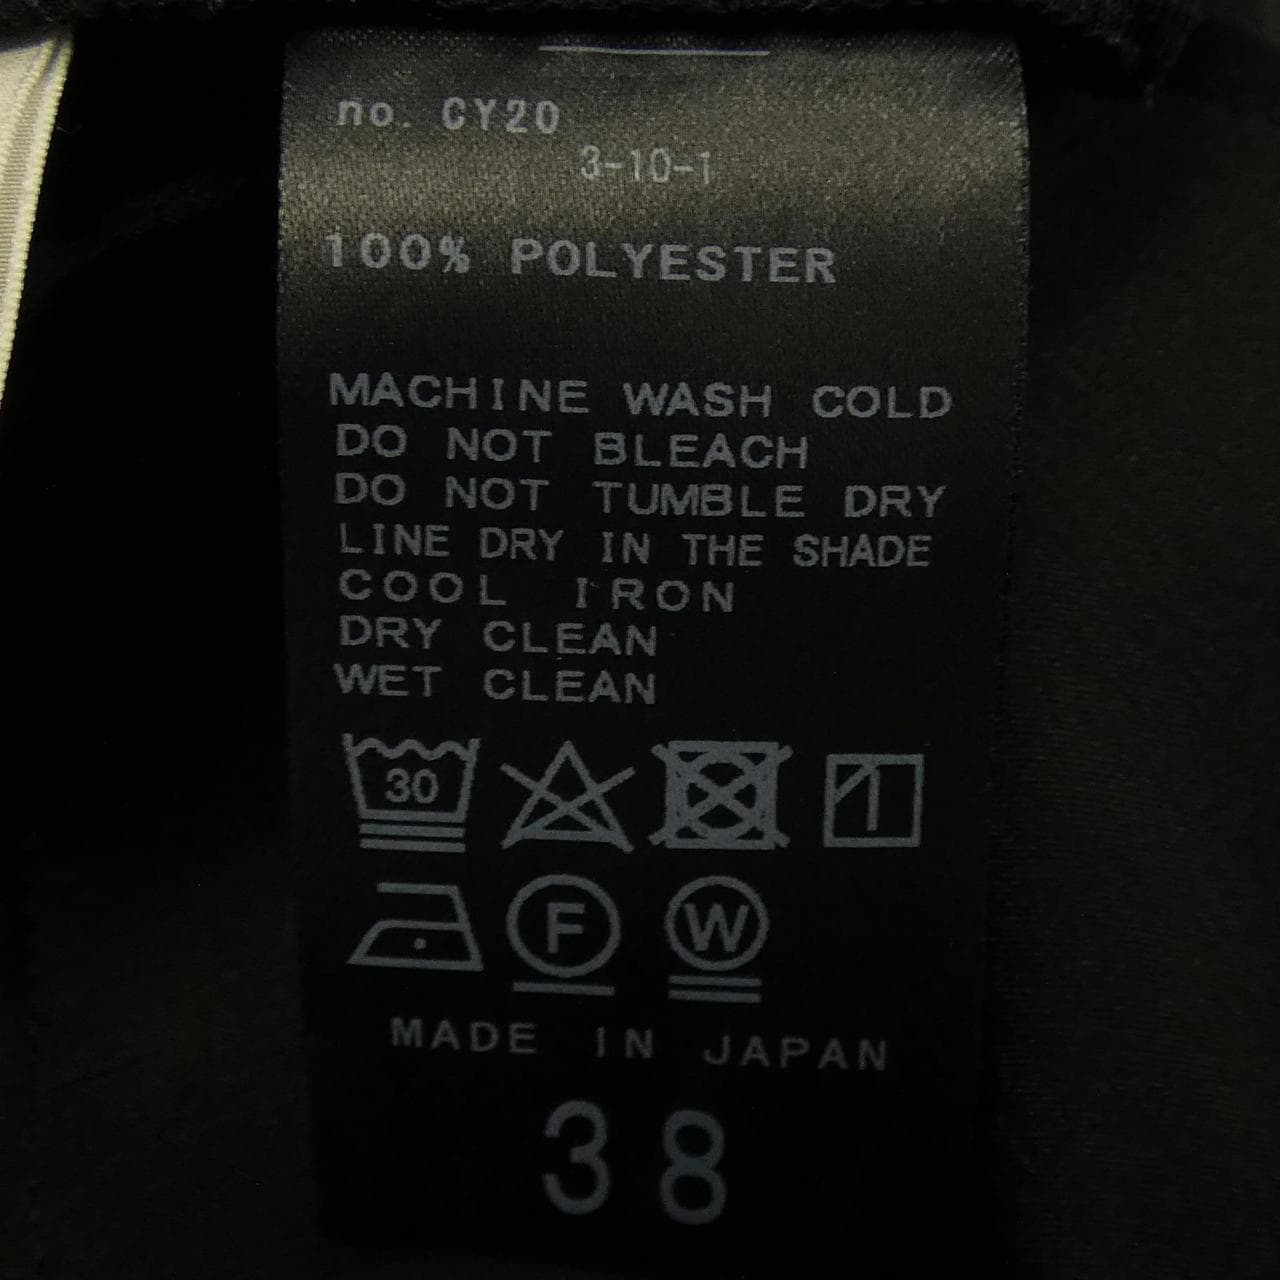 no. CY20
3-10-1
100% POLYESTER
MACHINE WASH COLD
DO NOT BLEACH
DO NOT TUMBLE DRY
LINE DRY IN THE SHADE
COOL IRON
DRY CLEAN
WET CLEAN
30
F W
MADE IN JAPAN
38